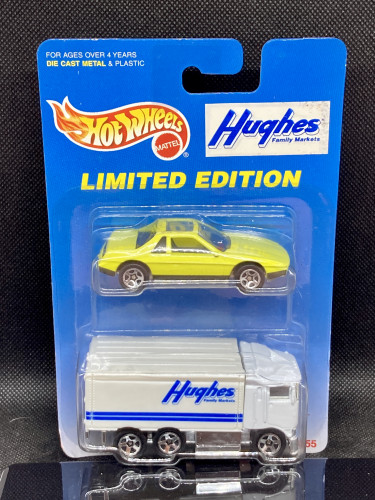 FOR AGES OVER 4 YEARS
DIE CAST METAL & PLASTIC
HOT WHEELS
MATTEL
Hughes
Family Markets
LIMITED EDITION
Hughes
Family Markets
55